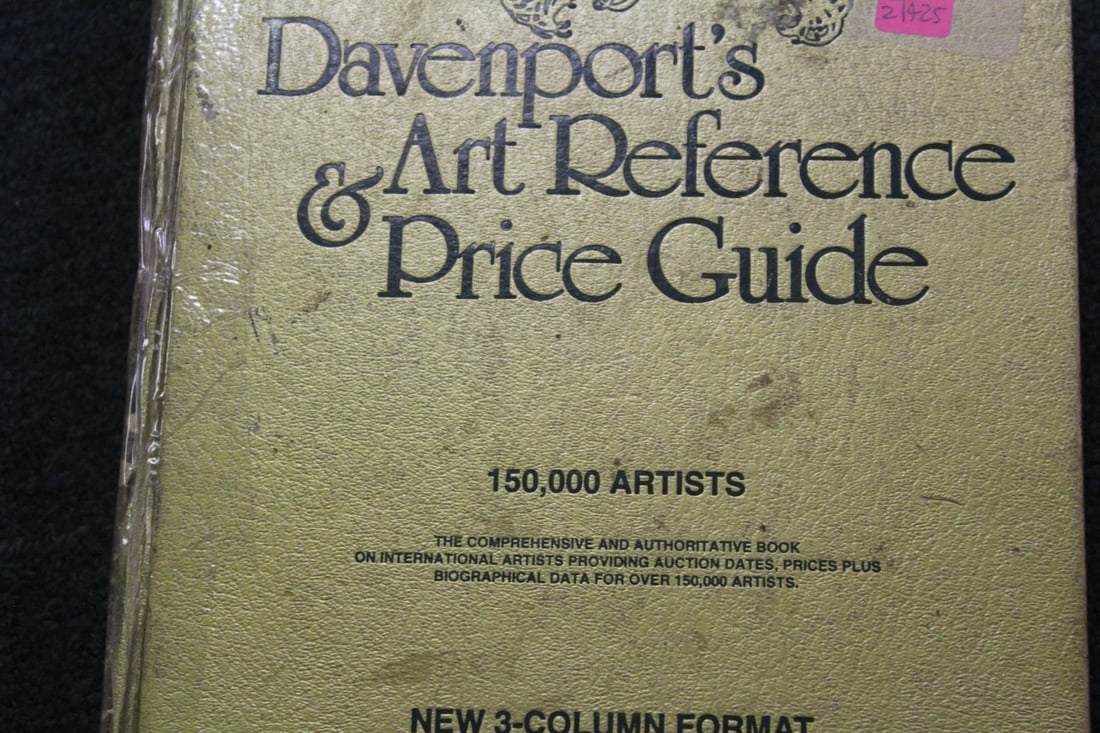 21425
Davenport's
Art Reference
& Price Guide
150,000 ARTISTS
THE COMPREHENSIVE AND AUTHORITATIVE BOOK
ON INTERNATIONAL ARTISTS PROVIDING AUCTION DATES, PRICES PLUS
BIOGRAPHICAL DATA FOR OVER 150,000 ARTISTS.
NEW 3-COLUMN FORMAT